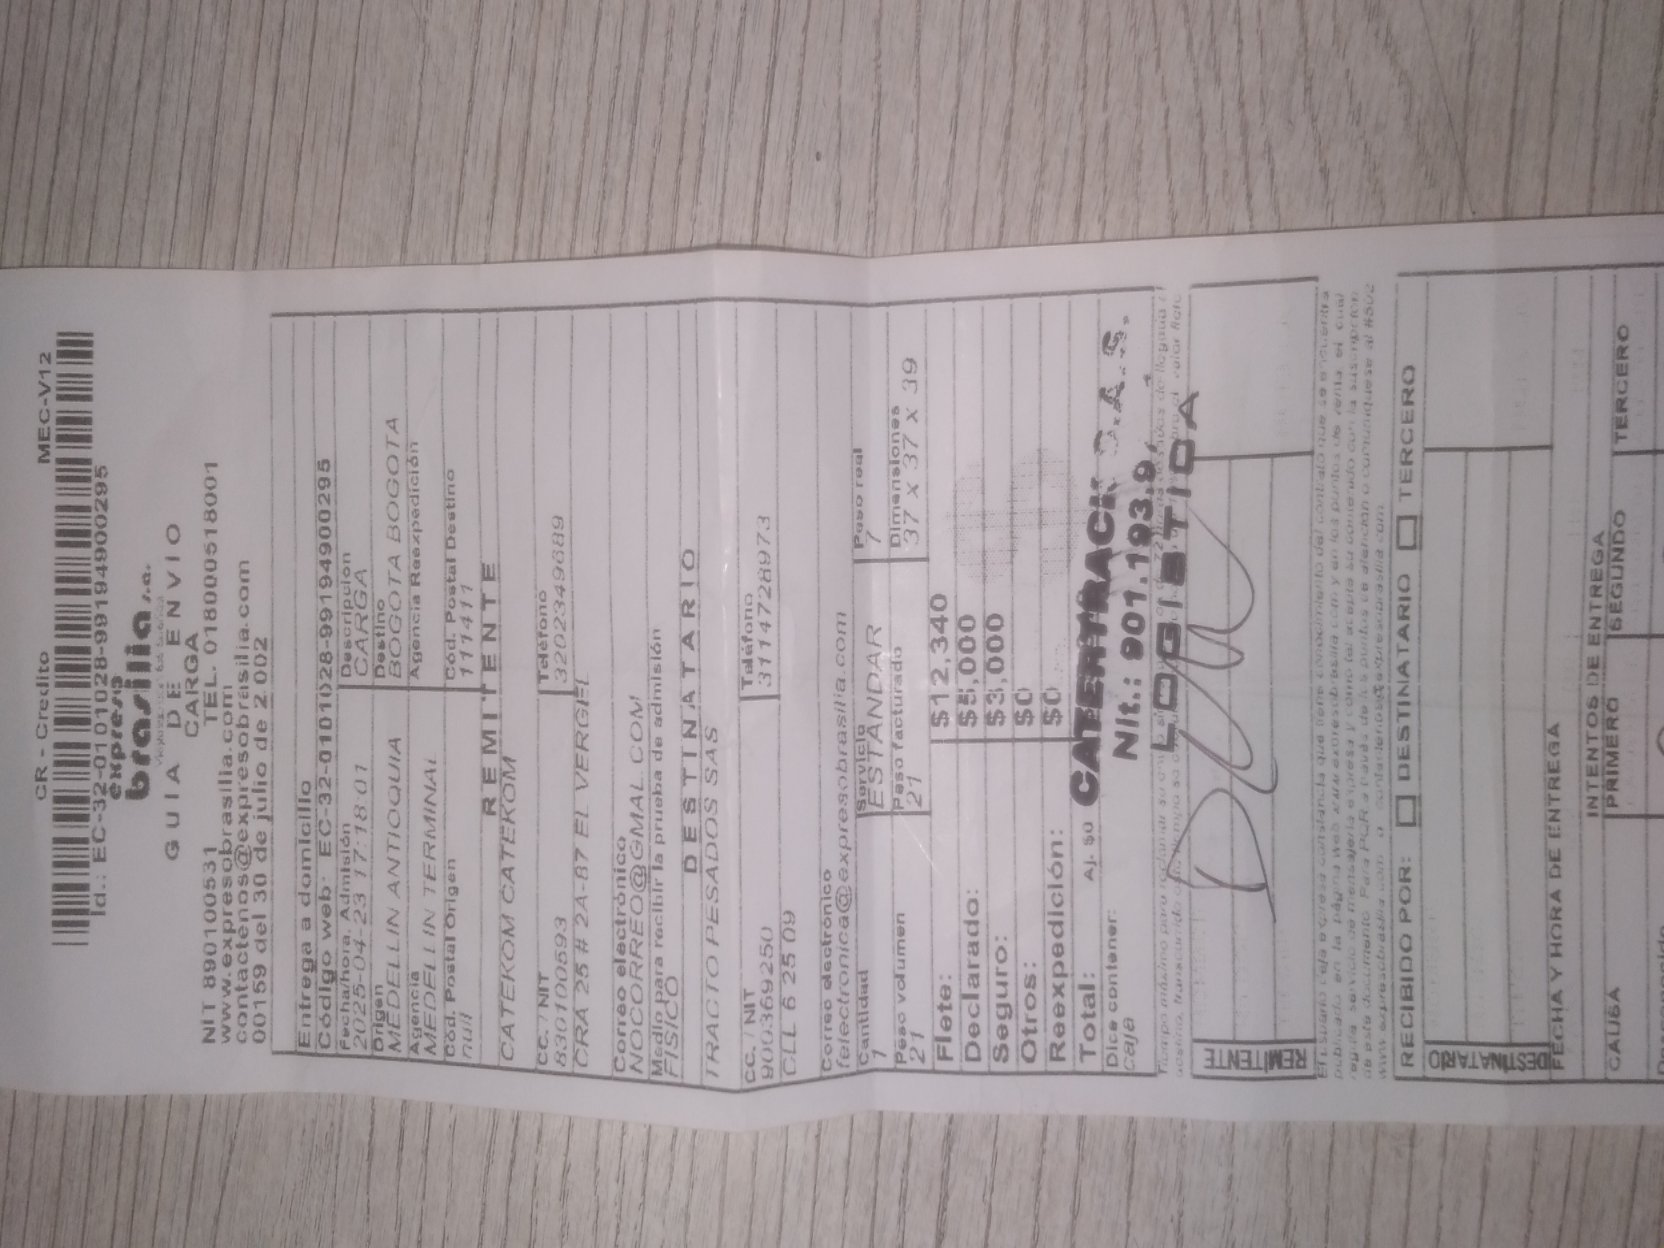 CR - Credito MEC-V12
Id.: EC-32-0101028-9919494900295
expreso
brasilia s.a.
GUIA DE ENVIO
CARGA
NIT 890100531 TEL. 018000518001
www.expresobrasilia.com
contactenos@expresobrasilia.com
00159 del 30 de julio de 2.002
Entrega a domicilio
Código web: EC-32-0101028-9919494900295
Fecha/hora, Admisión Descripción
2025-04-23 17:18 01 CARGA
Origen Destino
MEDELLIN ANTIOQUIA BOGOTA BOGOTA
Agencia Agencia Reexpedición
MEDELLIN TERMINAL
Cód. Postal Origen Cód. Postal Destino
null 111411
REMITENTE
CATEKOM CATEKOM
CC. / NIT Teléfono
830100593 3202349689
CRA 25 # 2A-87 EL VERGEL
Correo electrónico
NOCORREO@GMAL.COM
Medio para recibir la prueba de admisión
FISICO
DESTINATARIO
TRACTO PESADOS SAS
CC. / NIT Teléfono
900369250 3114728973
CLL 6 25 09
Correo electrónico
felectronica@expresobrasilia.com
Cantidad Servicio Peso real
1 ESTANDAR 7
Peso volumen Peso facturado Dimensiones
21 21 37 x 37 x 39
Flete: $12,340
Declarado: $5,000
Seguro: $3,000
Otros: $0
Reexpedición: $0
Total: Aj. $0
CATERTRACK S.A.S.
Dice contener:
Nit.: 901.193.9
Caja
LOGISTICA
REMITENTE
RECIBIDO POR: DESTINATARIO TERCERO
DESTINATARIO
FECHA Y HORA DE ENTREGA
INTENTOS DE ENTREGA
CAUSA PRIMERO SEGUNDO TERCERO